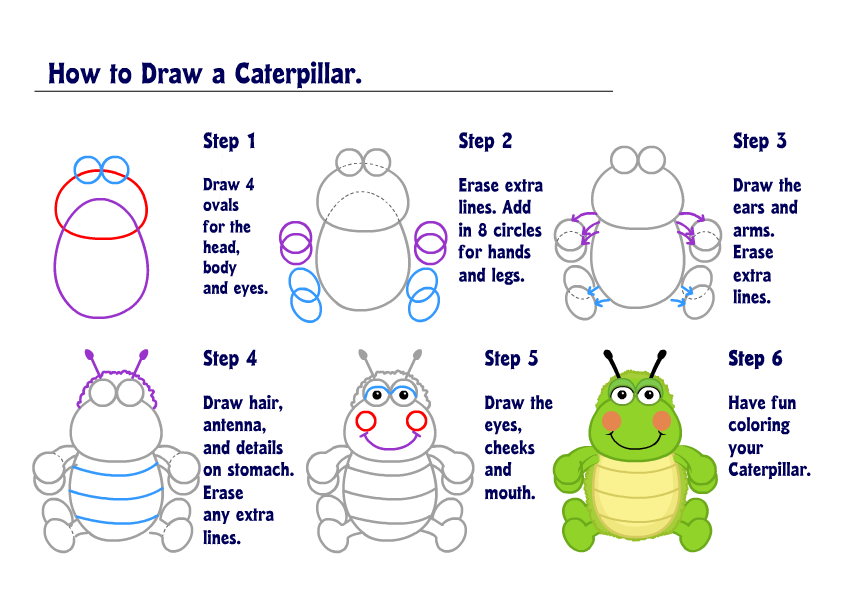 How to Draw a Caterpillar.
Step 1
Draw 4
ovals
for the
head,
body
and eyes.
Step 2
Erase extra
lines. Add
in 8 circles
for hands
and legs.
Step 3
Draw the
ears and
arms.
Erase
extra
lines.
Step 4
Draw hair,
antenna,
and details
on stomach.
Erase
any extra
lines.
Step 5
Draw the
eyes,
cheeks
and
mouth.
Step 6
Have fun
coloring
your
Caterpillar.